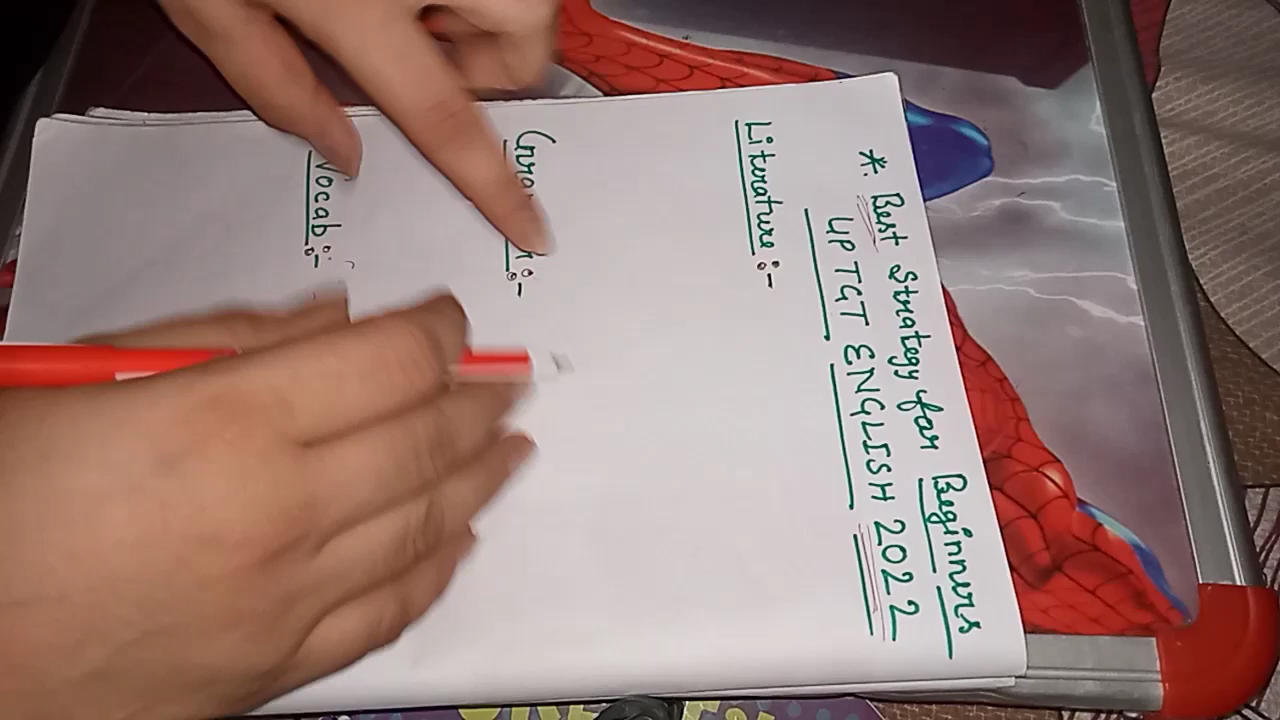 *. Best Strategy for Beginners
UPTGT ENGLISH 2022
Literature :-
Vocab :-